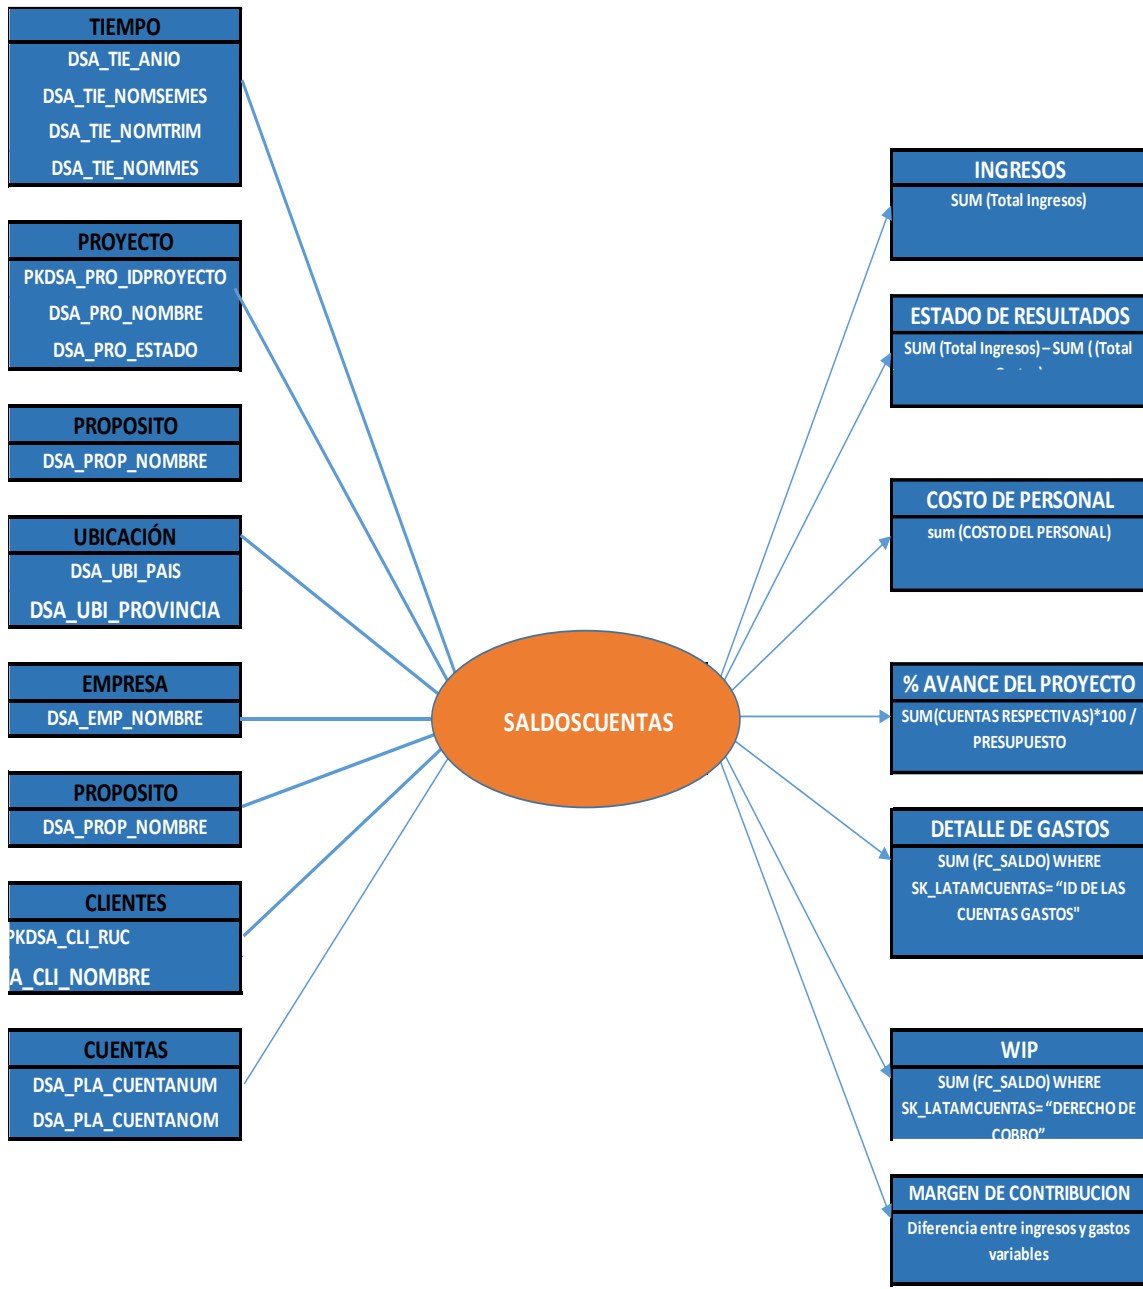 TIEMPO
DSA_TIE_ANIO
DSA_TIE_NOMSEMES
DSA_TIE_NOMTRIM
DSA_TIE_NOMMES
PROYECTO
PKDSA_PRO_IDPROYECTO
DSA_PRO_NOMBRE
DSA_PRO_ESTADO
PROPOSITO
DSA_PROP_NOMBRE
UBICACIÓN
DSA_UBI_PAIS
DSA_UBI_PROVINCIA
EMPRESA
DSA_EMP_NOMBRE
PROPOSITO
DSA_PROP_NOMBRE
CLIENTES
PKDSA_CLI_RUC
A_CLI_NOMBRE
CUENTAS
DSA_PLA_CUENTANUM
DSA_PLA_CUENTANOM
SALDOSCUENTAS
INGRESOS
SUM (Total Ingresos)
ESTADO DE RESULTADOS
SUM (Total Ingresos) – SUM ( (Total
COSTO DE PERSONAL
sum (COSTO DEL PERSONAL)
% AVANCE DEL PROYECTO
SUM(CUENTAS RESPECTIVAS)*100 /
PRESUPUESTO
DETALLE DE GASTOS
SUM (FC_SALDO) WHERE
SK_LATAMCUENTAS= “ID DE LAS
CUENTAS GASTOS"
WIP
SUM (FC_SALDO) WHERE
SK_LATAMCUENTAS= “DERECHO DE
COBRO”
MARGEN DE CONTRIBUCION
Diferencia entre ingresos y gastos
variables